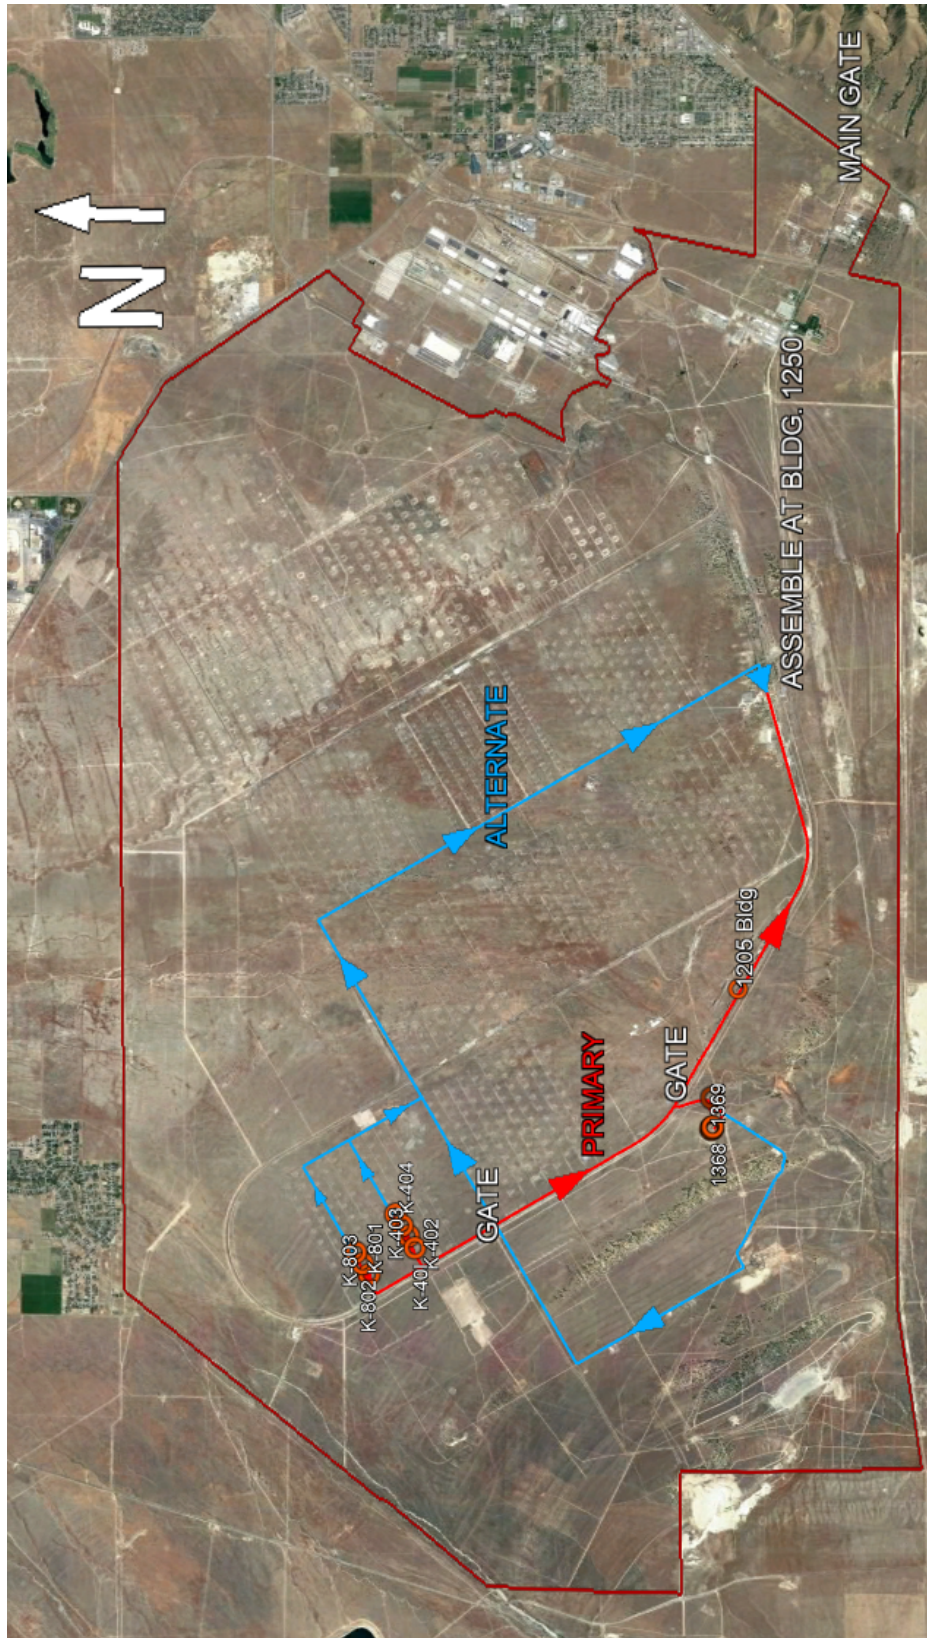 N
MAIN GATE
ASSEMBLE AT BLDG. 1250
ALTERNATE
1205 Bldg
PRIMARY
GATE
1369
1368
GATE
K-404
K-403
K-402
K-401
K-803
K-801
K-802